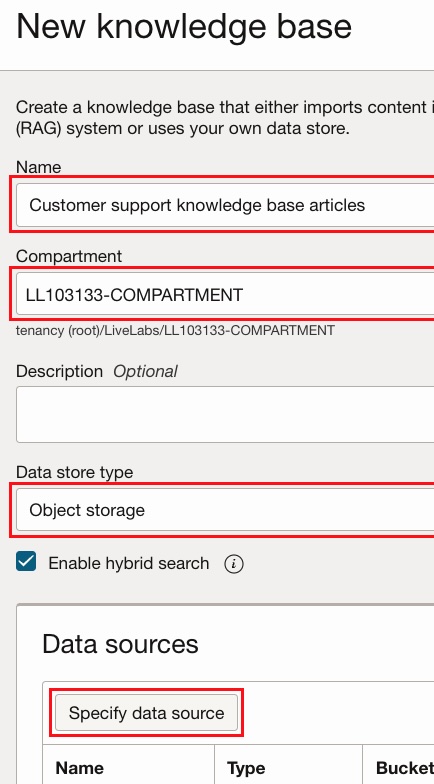 New knowledge base
Create a knowledge base that either imports content i
(RAG) system or uses your own data store.
Name
Customer support knowledge base articles
Compartment
LL103133-COMPARTMENT
tenancy (root)/LiveLabs/LL103133-COMPARTMENT
Description Optional
Data store type
Object storage
Enable hybrid search i
Data sources
Specify data source
Name Type Bucket